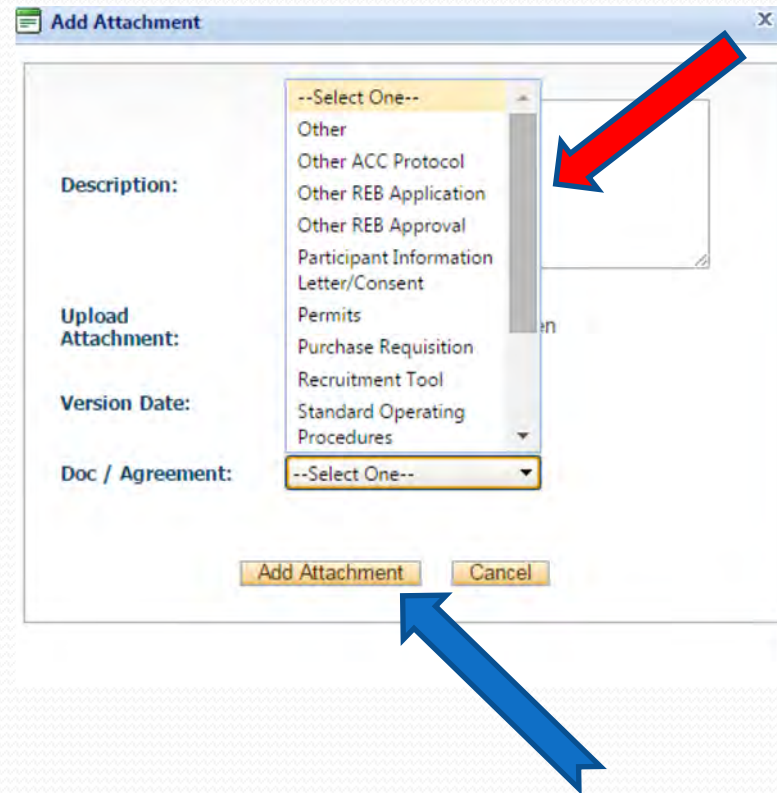 Add Attachment
x
--Select One--
Other
Other ACC Protocol
Description:
Other REB Application
Other REB Approval
Participant Information
Letter/Consent
Upload
Attachment:
Permits
Purchase Requisition
Recruitment Tool
Version Date:
Standard Operating
Procedures
Doc / Agreement:
--Select One--
Add Attachment
Cancel